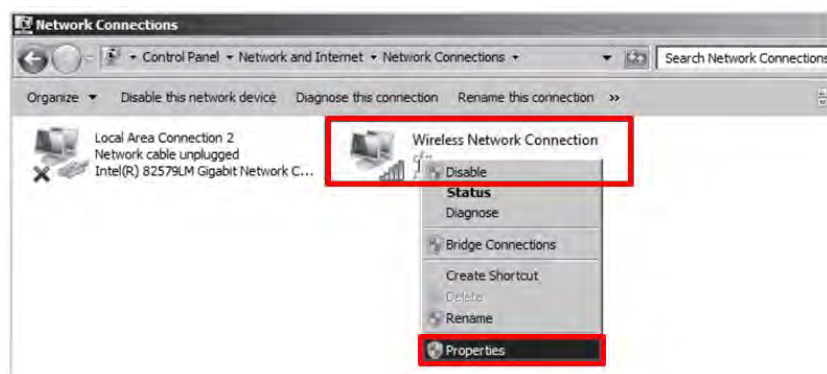 Network Connections
Control Panel Network and Internet Network Connections Search Network Connections
Organize Disable this network device Diagnose this connection Rename this connection »
Local Area Connection 2
Network cable unplugged
Intel(R) 82579LM Gigabit Network C...
Wireless Network Connection
Disable
Status
Diagnose
Bridge Connections
Create Shortcut
Delete
Rename
Properties